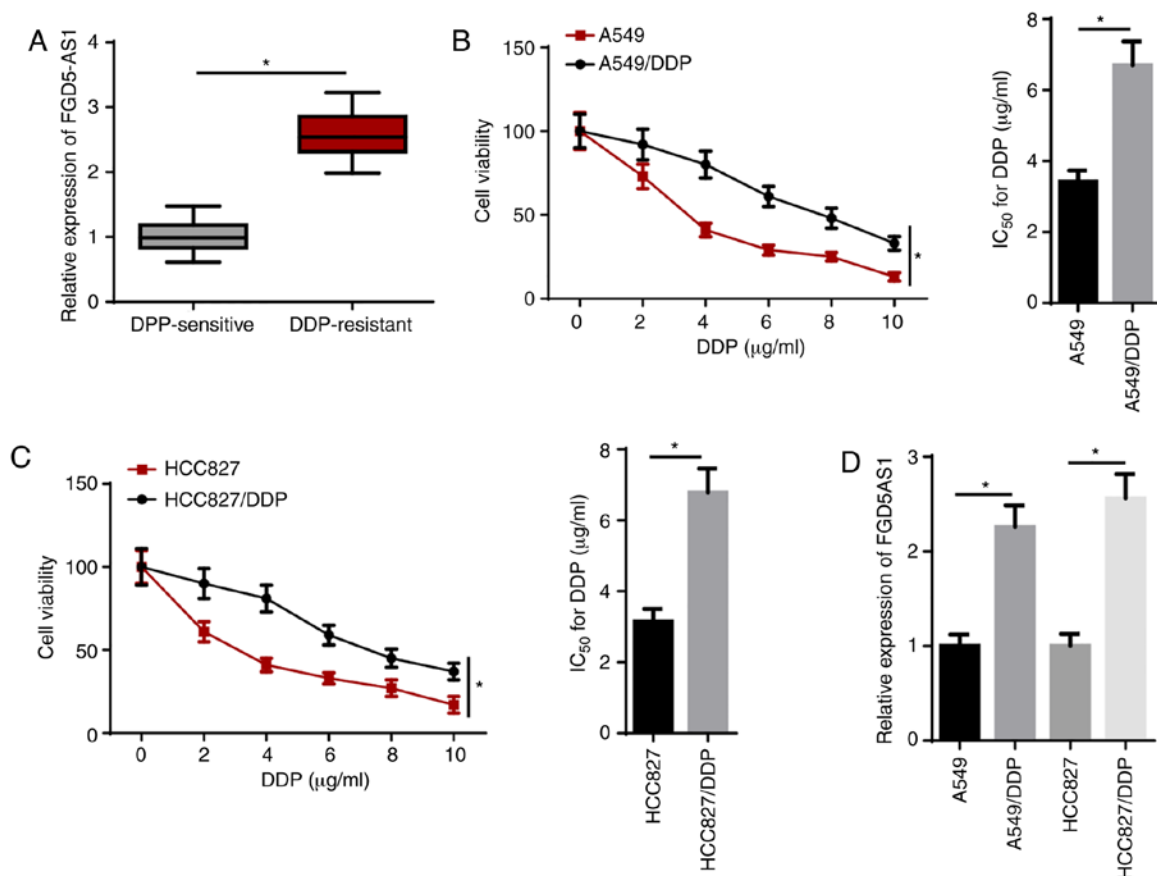 A
Relative expression of FGD5-AS1
4
3
2
1
0
*
DPP-sensitive
DDP-resistant
B
A549
A549/DDP
Cell viability
150
100
50
0
*
0 2 4 6 8 10
DDP (μg/ml)
IC50 for DDP (μg/ml)
8
6
4
2
0
*
A549
A549/DDP
C
HCC827
HCC827/DDP
Cell viability
150
100
50
0
*
0 2 4 6 8 10
DDP (μg/ml)
IC50 for DDP (μg/ml)
8
6
4
2
0
*
HCC827
HCC827/DDP
D
Relative expression of FGD5AS1
3
2
1
0
*
*
A549
A549/DDP
HCC827
HCC827/DDP